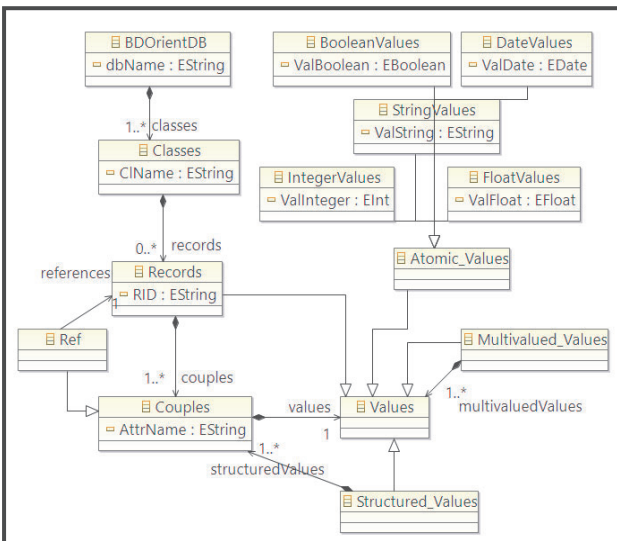 BDOrientDB
dbName : EString
BooleanValues
ValBoolean : EBoolean
DateValues
ValDate : EDate
StringValues
ValString : EString
1..* classes
Classes
ClName : EString
IntegerValues
ValInteger : EInt
FloatValues
ValFloat : EFloat
0..* records
references
Records
RID : EString
1
Atomic_Values
Ref
Multivalued_Values
1..* couples
1..*
multivaluedValues
Couples
AttrName : EString
values
1
Values
1..*
structuredValues
Structured_Values